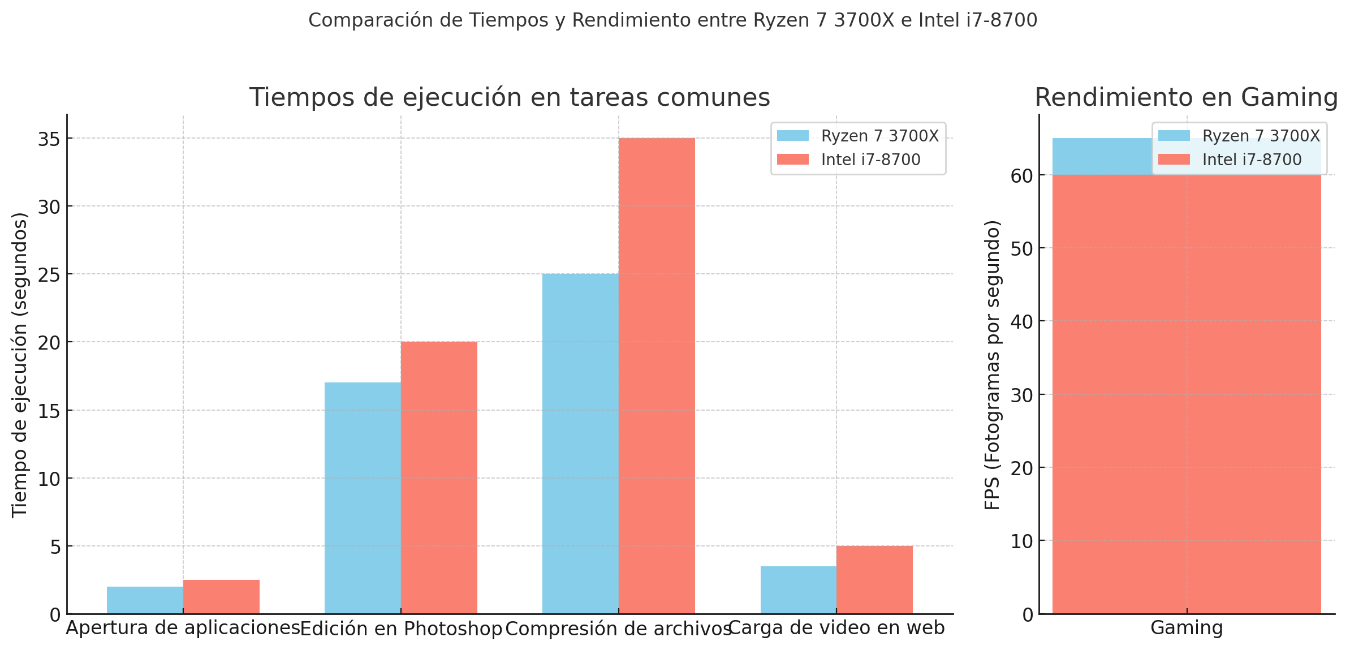 Comparación de Tiempos y Rendimiento entre Ryzen 7 3700X e Intel i7-8700
Tiempos de ejecución en tareas comunes
Tiempo de ejecución (segundos)
35
30
25
20
15
10
5
0
Ryzen 7 3700X
Intel i7-8700
Apertura de aplicaciones
Edición en Photoshop
Compresión de archivos
Carga de video en web
Rendimiento en Gaming
FPS (Fotogramas por segundo)
60
50
40
30
20
10
0
Ryzen 7 3700X
Intel i7-8700
Gaming